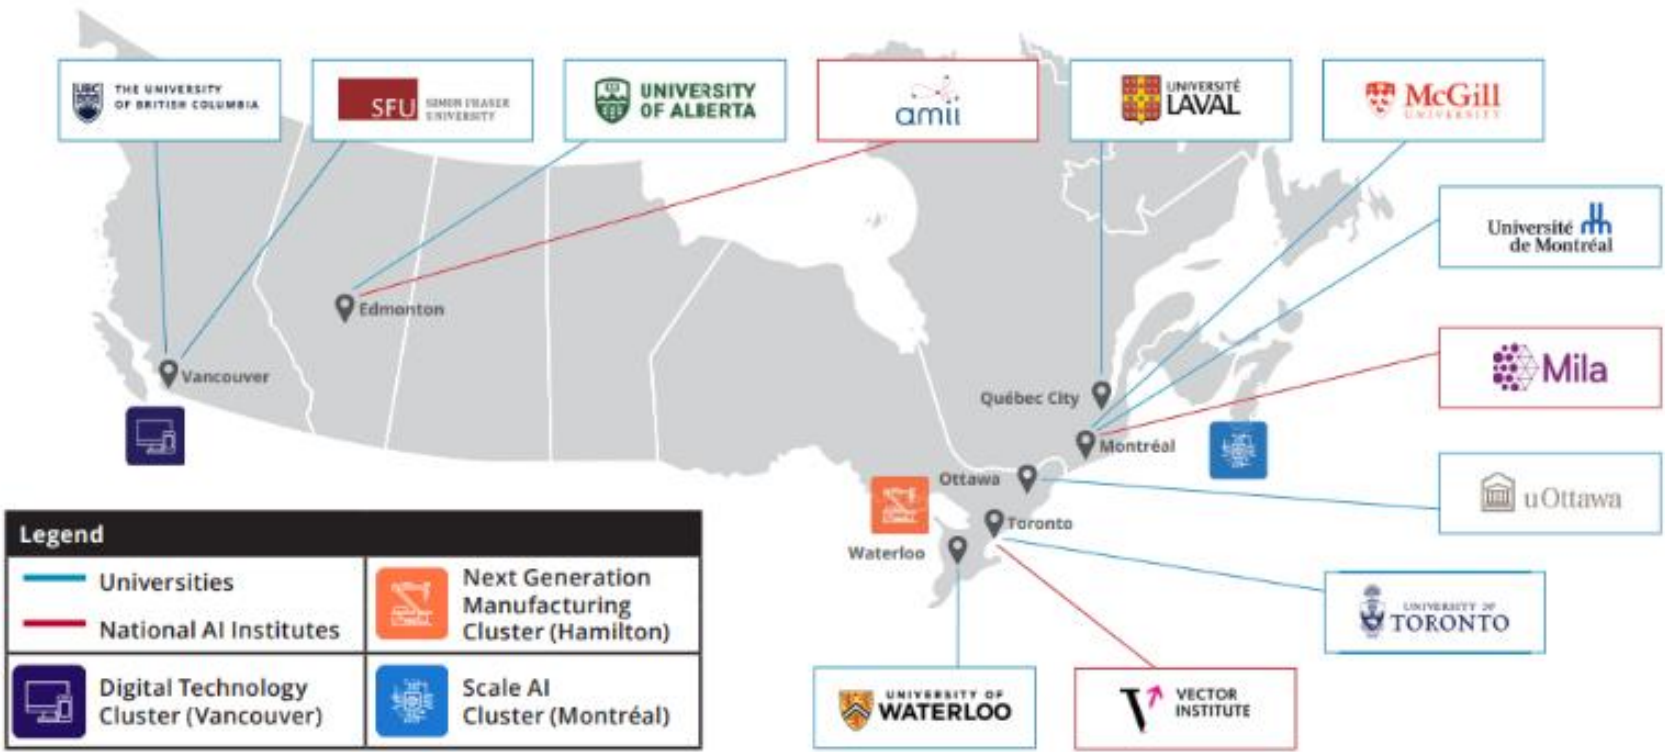 UBC
THE UNIVERSITY
OF BRITISH COLUMBIA
SFU
SIMON FRASER
UNIVERSITY
UNIVERSITY
OF ALBERTA
amii
UNIVERSITÉ
LAVAL
McGill
UNIVERSITY
Université
de Montréal
Edmonton
Vancouver
Mila
Québec City
Montréal
Ottawa
uOttawa
Toronto
Waterloo
UNIVERSITY OF
TORONTO
UNIVERSITY OF
WATERLOO
VECTOR
INSTITUTE
Legend
Universities
National AI Institutes
Next Generation
Manufacturing
Cluster (Hamilton)
Digital Technology
Cluster (Vancouver)
Scale AI
Cluster (Montréal)